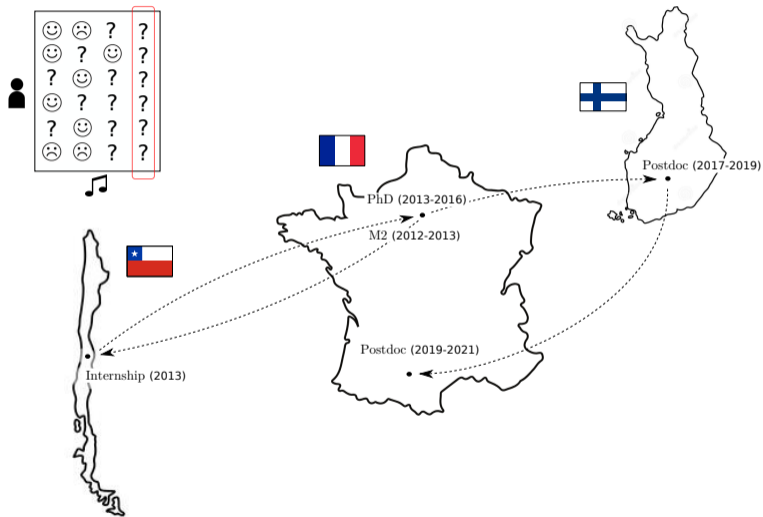 ☺ ☹ ? ?
☺ ? ☺ ?
? ☺ ? ?
☺ ? ? ?
? ☺ ? ?
☹ ☹ ? ?
Postdoc (2017-2019)
PhD (2013-2016)
M2 (2012-2013)
Postdoc (2019-2021)
Internship (2013)